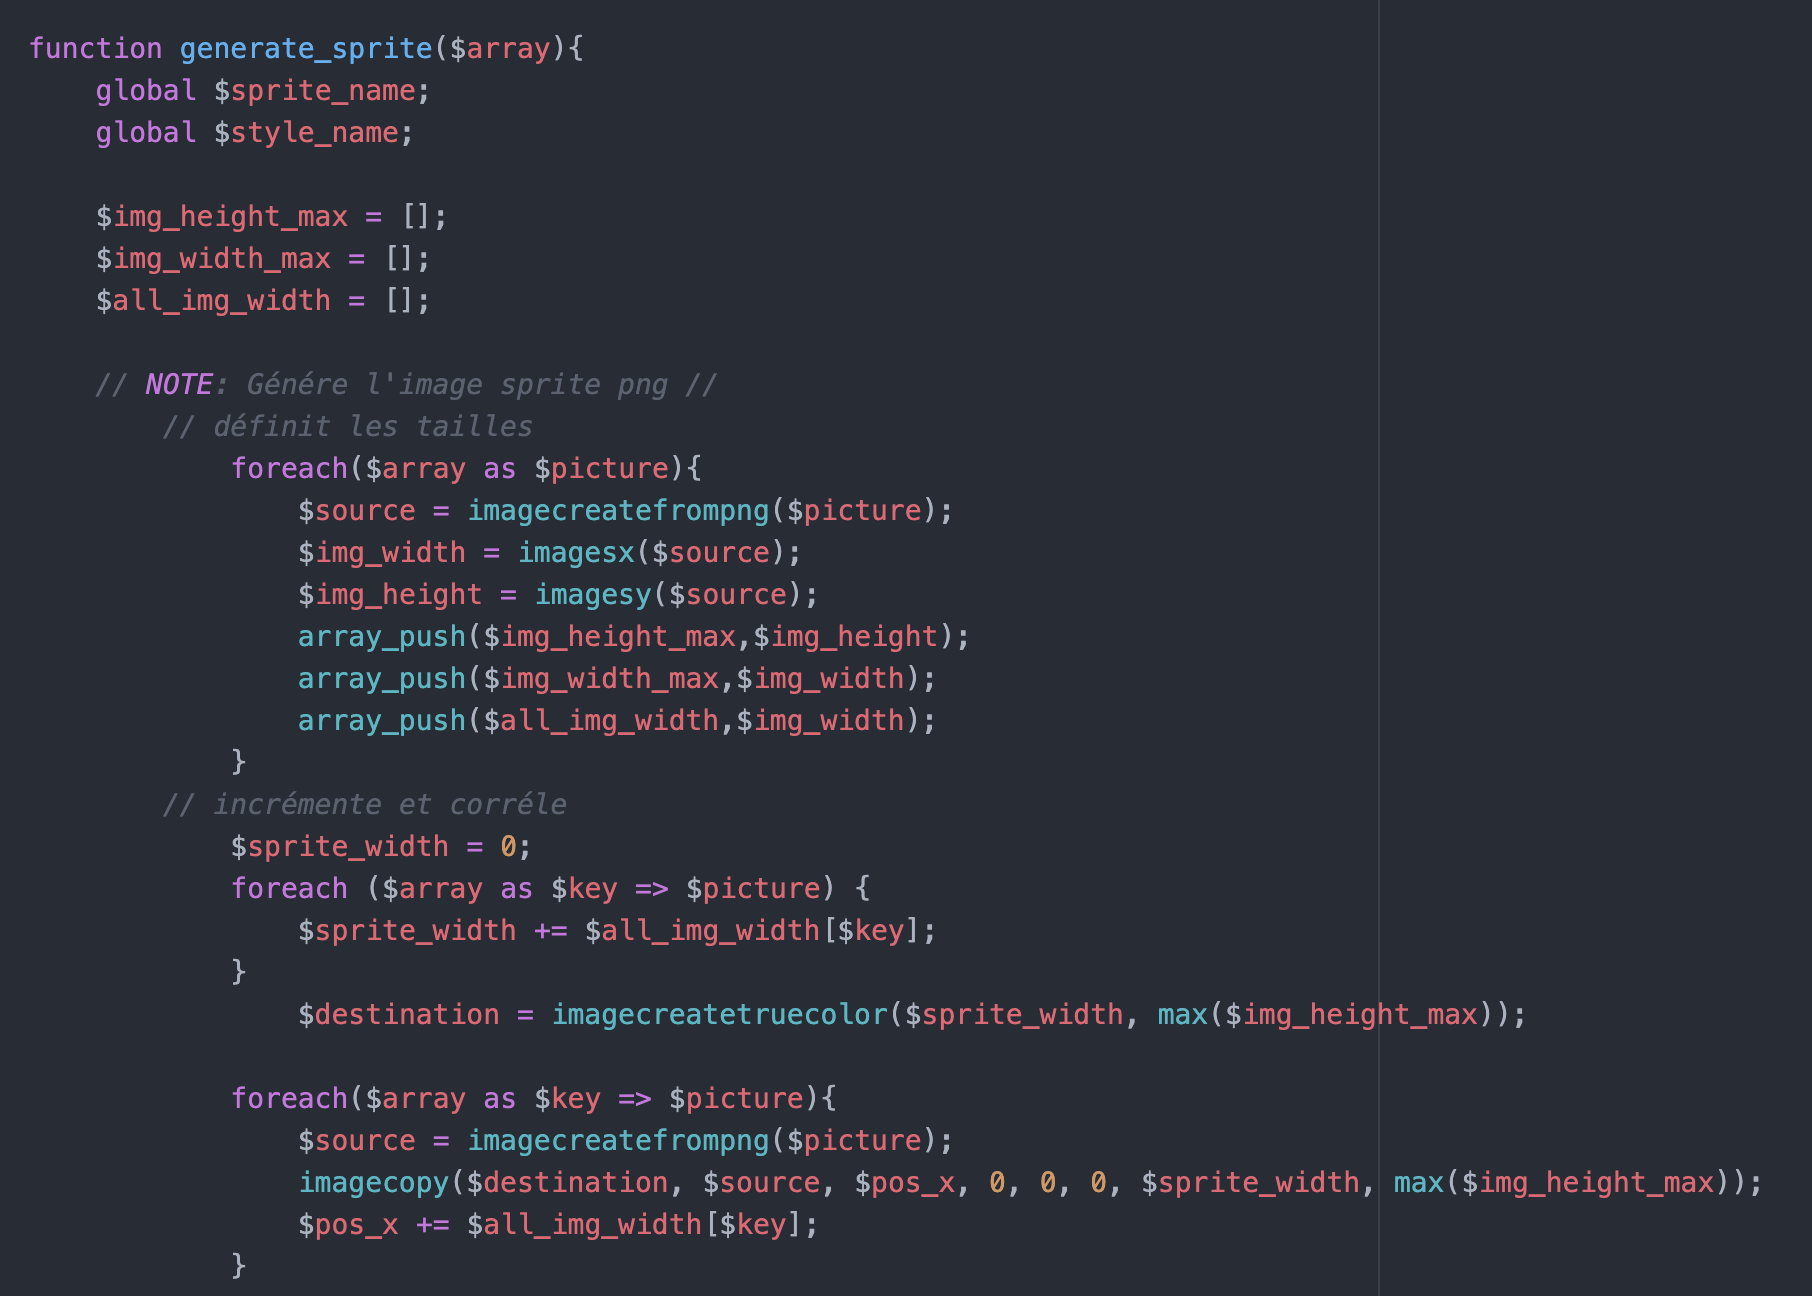 function generate_sprite($array){
    global $sprite_name;
    global $style_name;

    $img_height_max = [];
    $img_width_max = [];
    $all_img_width = [];

    // NOTE: Génére l'image sprite png //
        // définit les tailles
            foreach($array as $picture){
                $source = imagecreatefrompng($picture);
                $img_width = imagesx($source);
                $img_height = imagesy($source);
                array_push($img_height_max,$img_height);
                array_push($img_width_max,$img_width);
                array_push($all_img_width,$img_width);
            }
        // incrémente et corréle
            $sprite_width = 0;
            foreach ($array as $key => $picture) {
                $sprite_width += $all_img_width[$key];
            }
                $destination = imagecreatetruecolor($sprite_width, max($img_height_max));

            foreach($array as $key => $picture){
                $source = imagecreatefrompng($picture);
                imagecopy($destination, $source, $pos_x, 0, 0, 0, $sprite_width, max($img_height_max));
                $pos_x += $all_img_width[$key];
            }